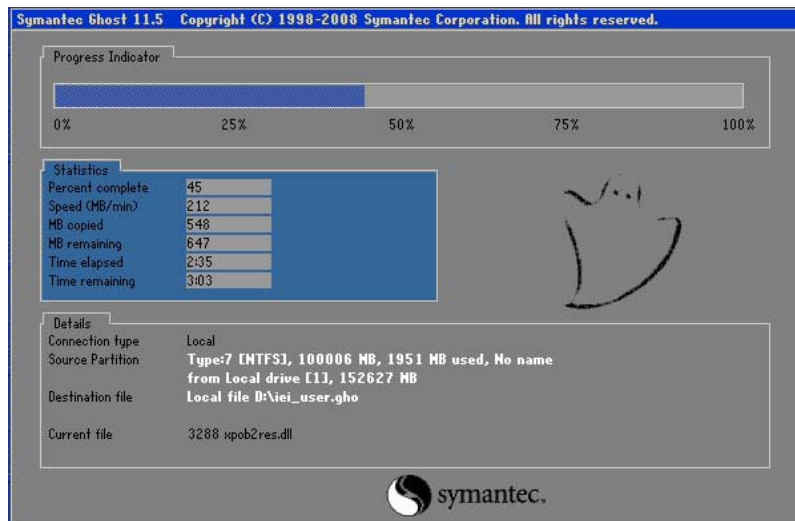 Symantec Ghost 11.5 Copyright (C) 1998-2008 Symantec Corporation. All rights reserved.
Progress Indicator
0% 25% 50% 75% 100%
Statistics
Percent complete 45
Speed (MB/min) 212
MB copied 548
MB remaining 647
Time elapsed 2:35
Time remaining 3:03
Details
Connection type Local
Source Partition Type:7 [NTFS], 100006 MB, 1951 MB used, No name
from Local drive [1], 152627 MB
Destination file Local file D:\iei_user.gho
Current file 3288 xpob2res.dll
symantec.